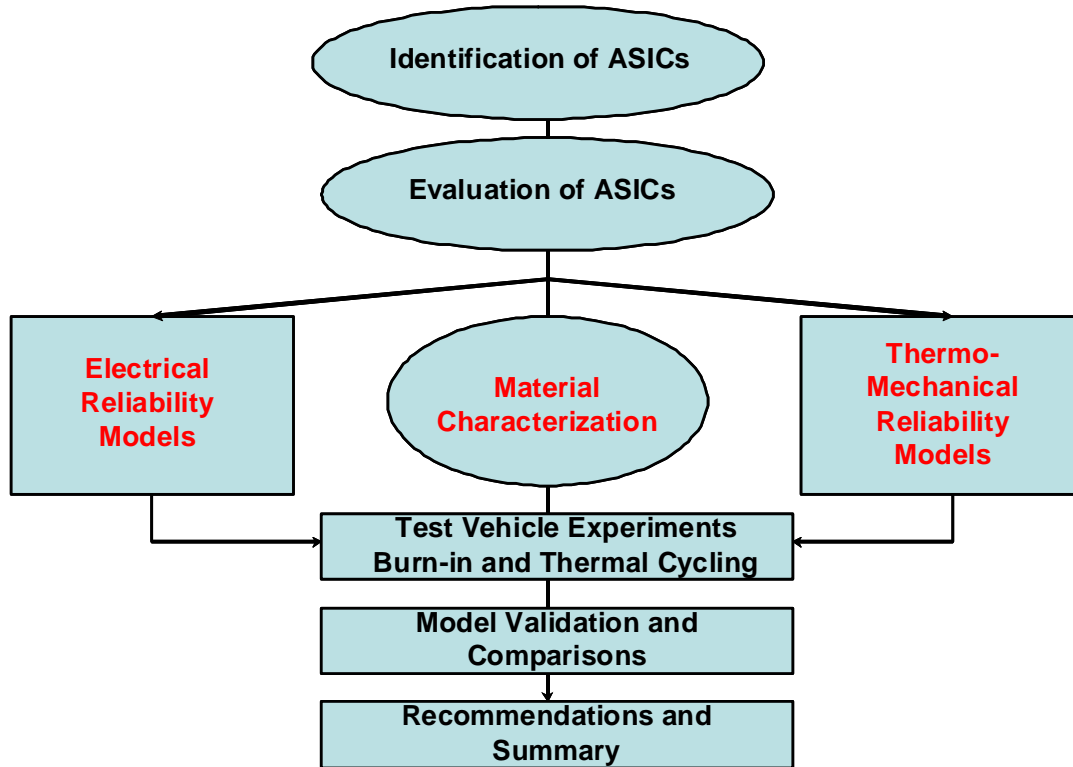 Identification of ASICs
Evaluation of ASICs
Electrical
Reliability
Models
Material
Characterization
Thermo-
Mechanical
Reliability
Models
Test Vehicle Experiments
Burn-in and Thermal Cycling
Model Validation and
Comparisons
Recommendations and
Summary